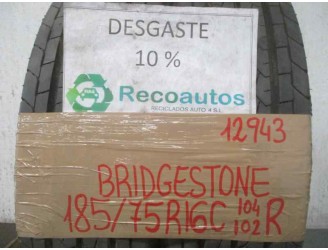 DESGASTE
10 %
Recoautos
RECICLADOS AUTO 4 S.L.
12943
BRIDGESTONE
185/75R16C 104/102 R